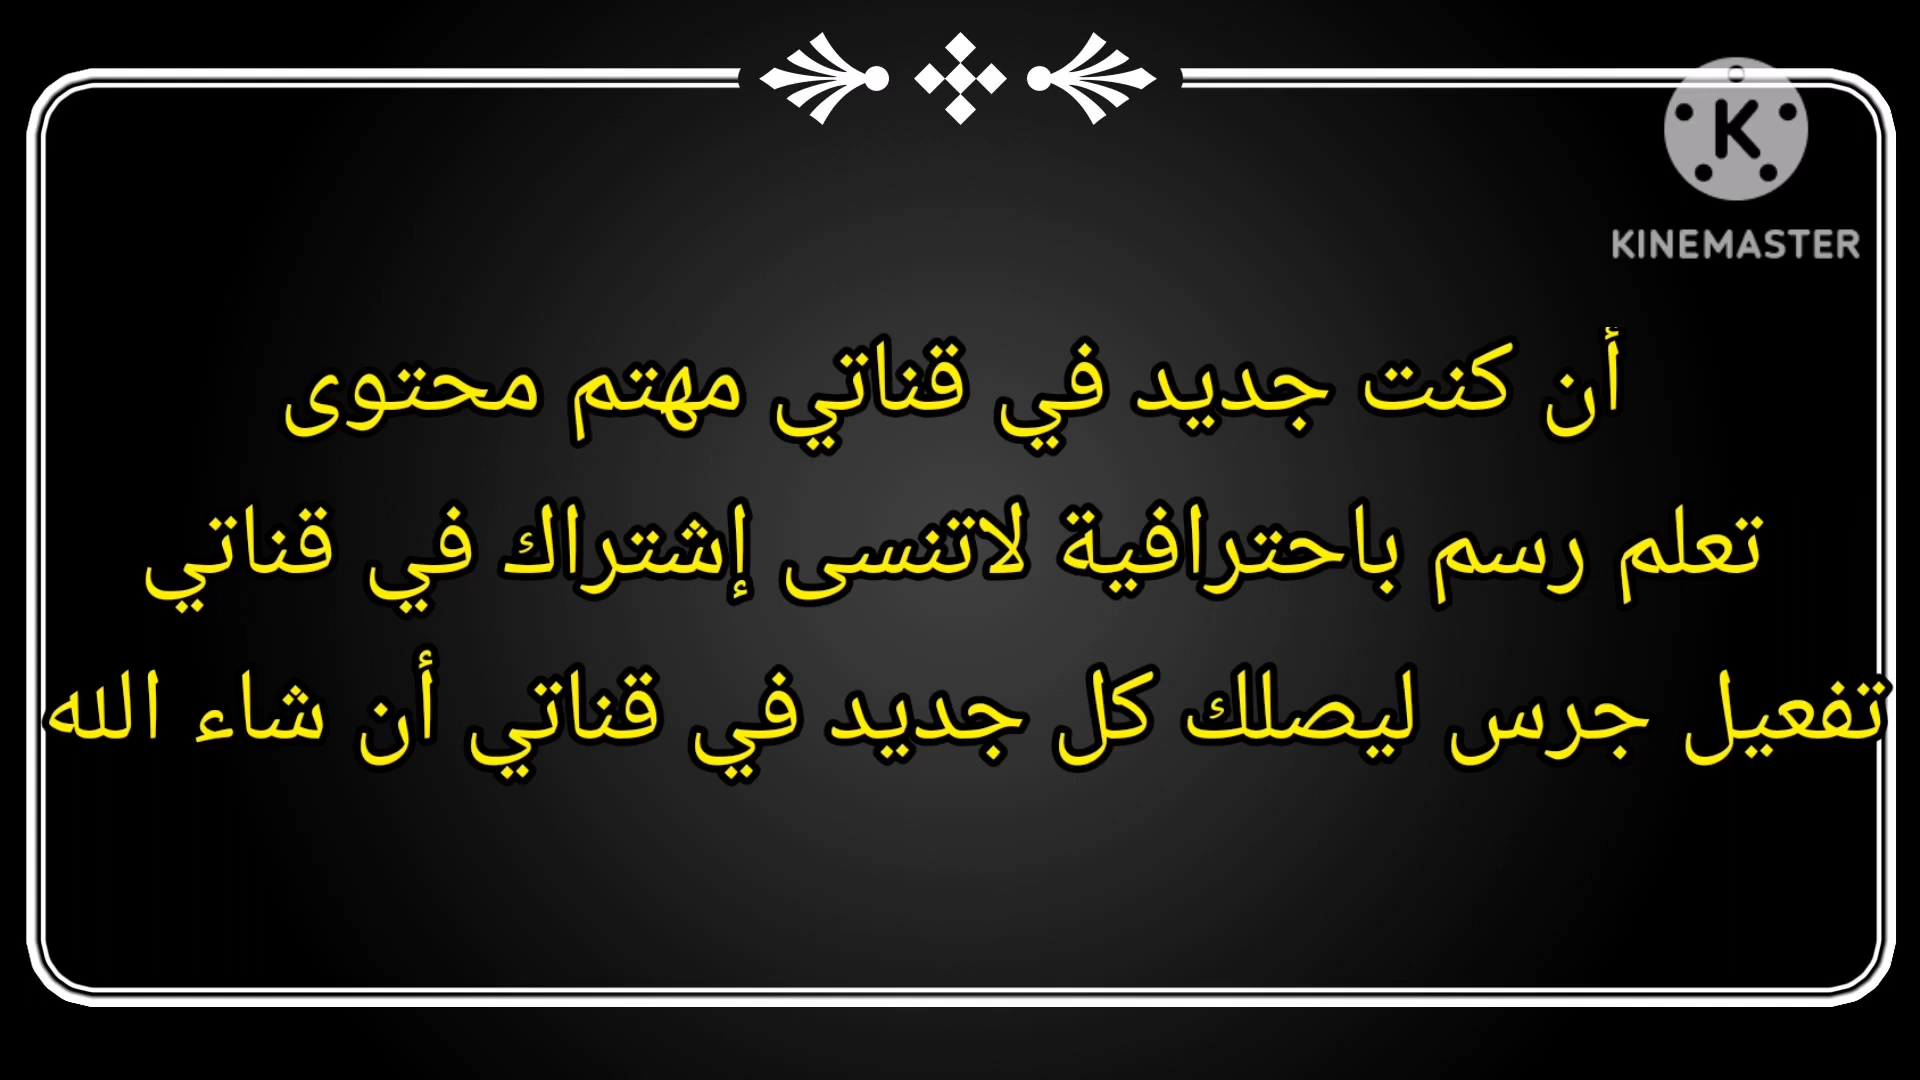 KINEMASTER
أن كنت جديد في قناتي مهتم محتوى
تعلم رسم باحترافية لاتنسى إشتراك في قناتي
تفعيل جرس ليصلك كل جديد في قناتي أن شاء الله